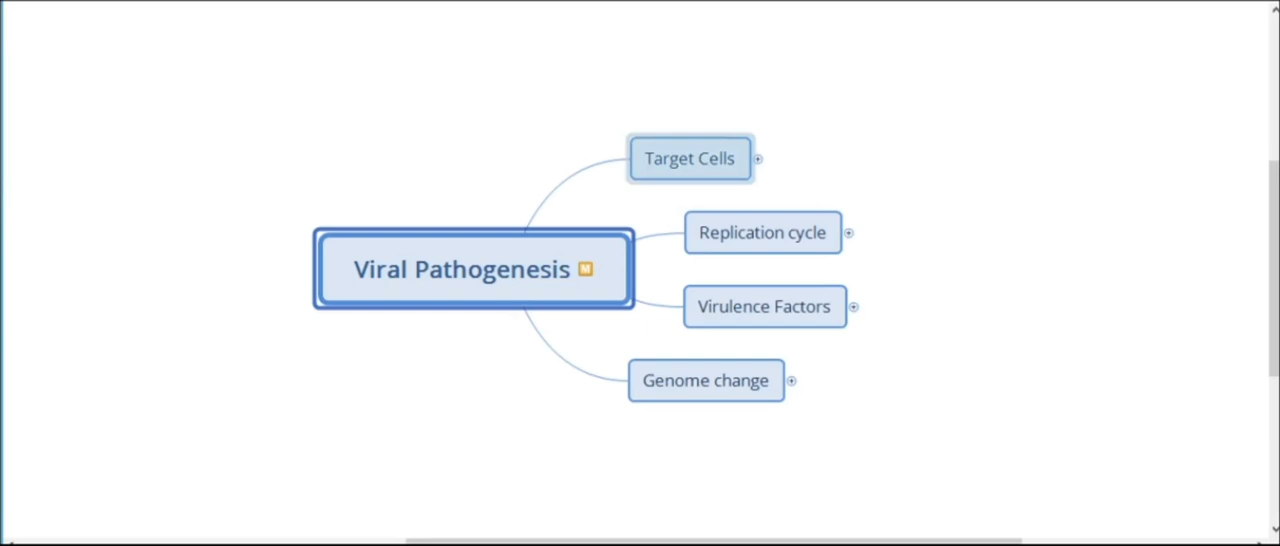 Target Cells
Replication cycle
Viral Pathogenesis M
Virulence Factors
Genome change